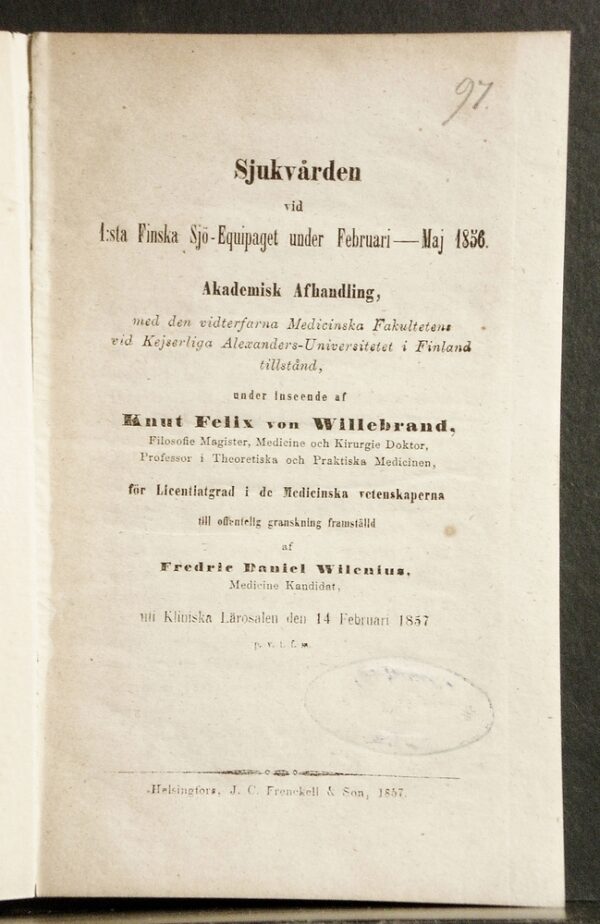 97.
Sjukvården
vid
1:sta Finska Sjö-Equipaget under Februari—Maj 1856.
Akademisk Afhandling,
med den vidterfarna Medicinska Fakultetens
vid Kejserliga Alexanders-Universitetet i Finland
tillstånd,
under inseende af
Knut Felix von Willebrand,
Filosofie Magister, Medicine och Kirurgie Doktor,
Professor i Theoretiska och Praktiska Medicinen,
för Licentiatgrad i de Medicinska vetenskaperna
till offentelig granskning framställd
af
Fredric Daniel Wilenius,
Medicine Kandidat,
uti Kliniska Lärosalen den 14 Februari 1857
p. v. t. f. m.
Helsingfors, J. C. Frenckell & Son, 1857.